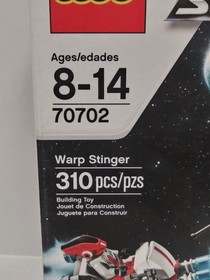 Ages/edades
8-14
70702
Warp Stinger
310 pcs/pzs
Building Toy
Jouet de Construction
Juguete para Construir